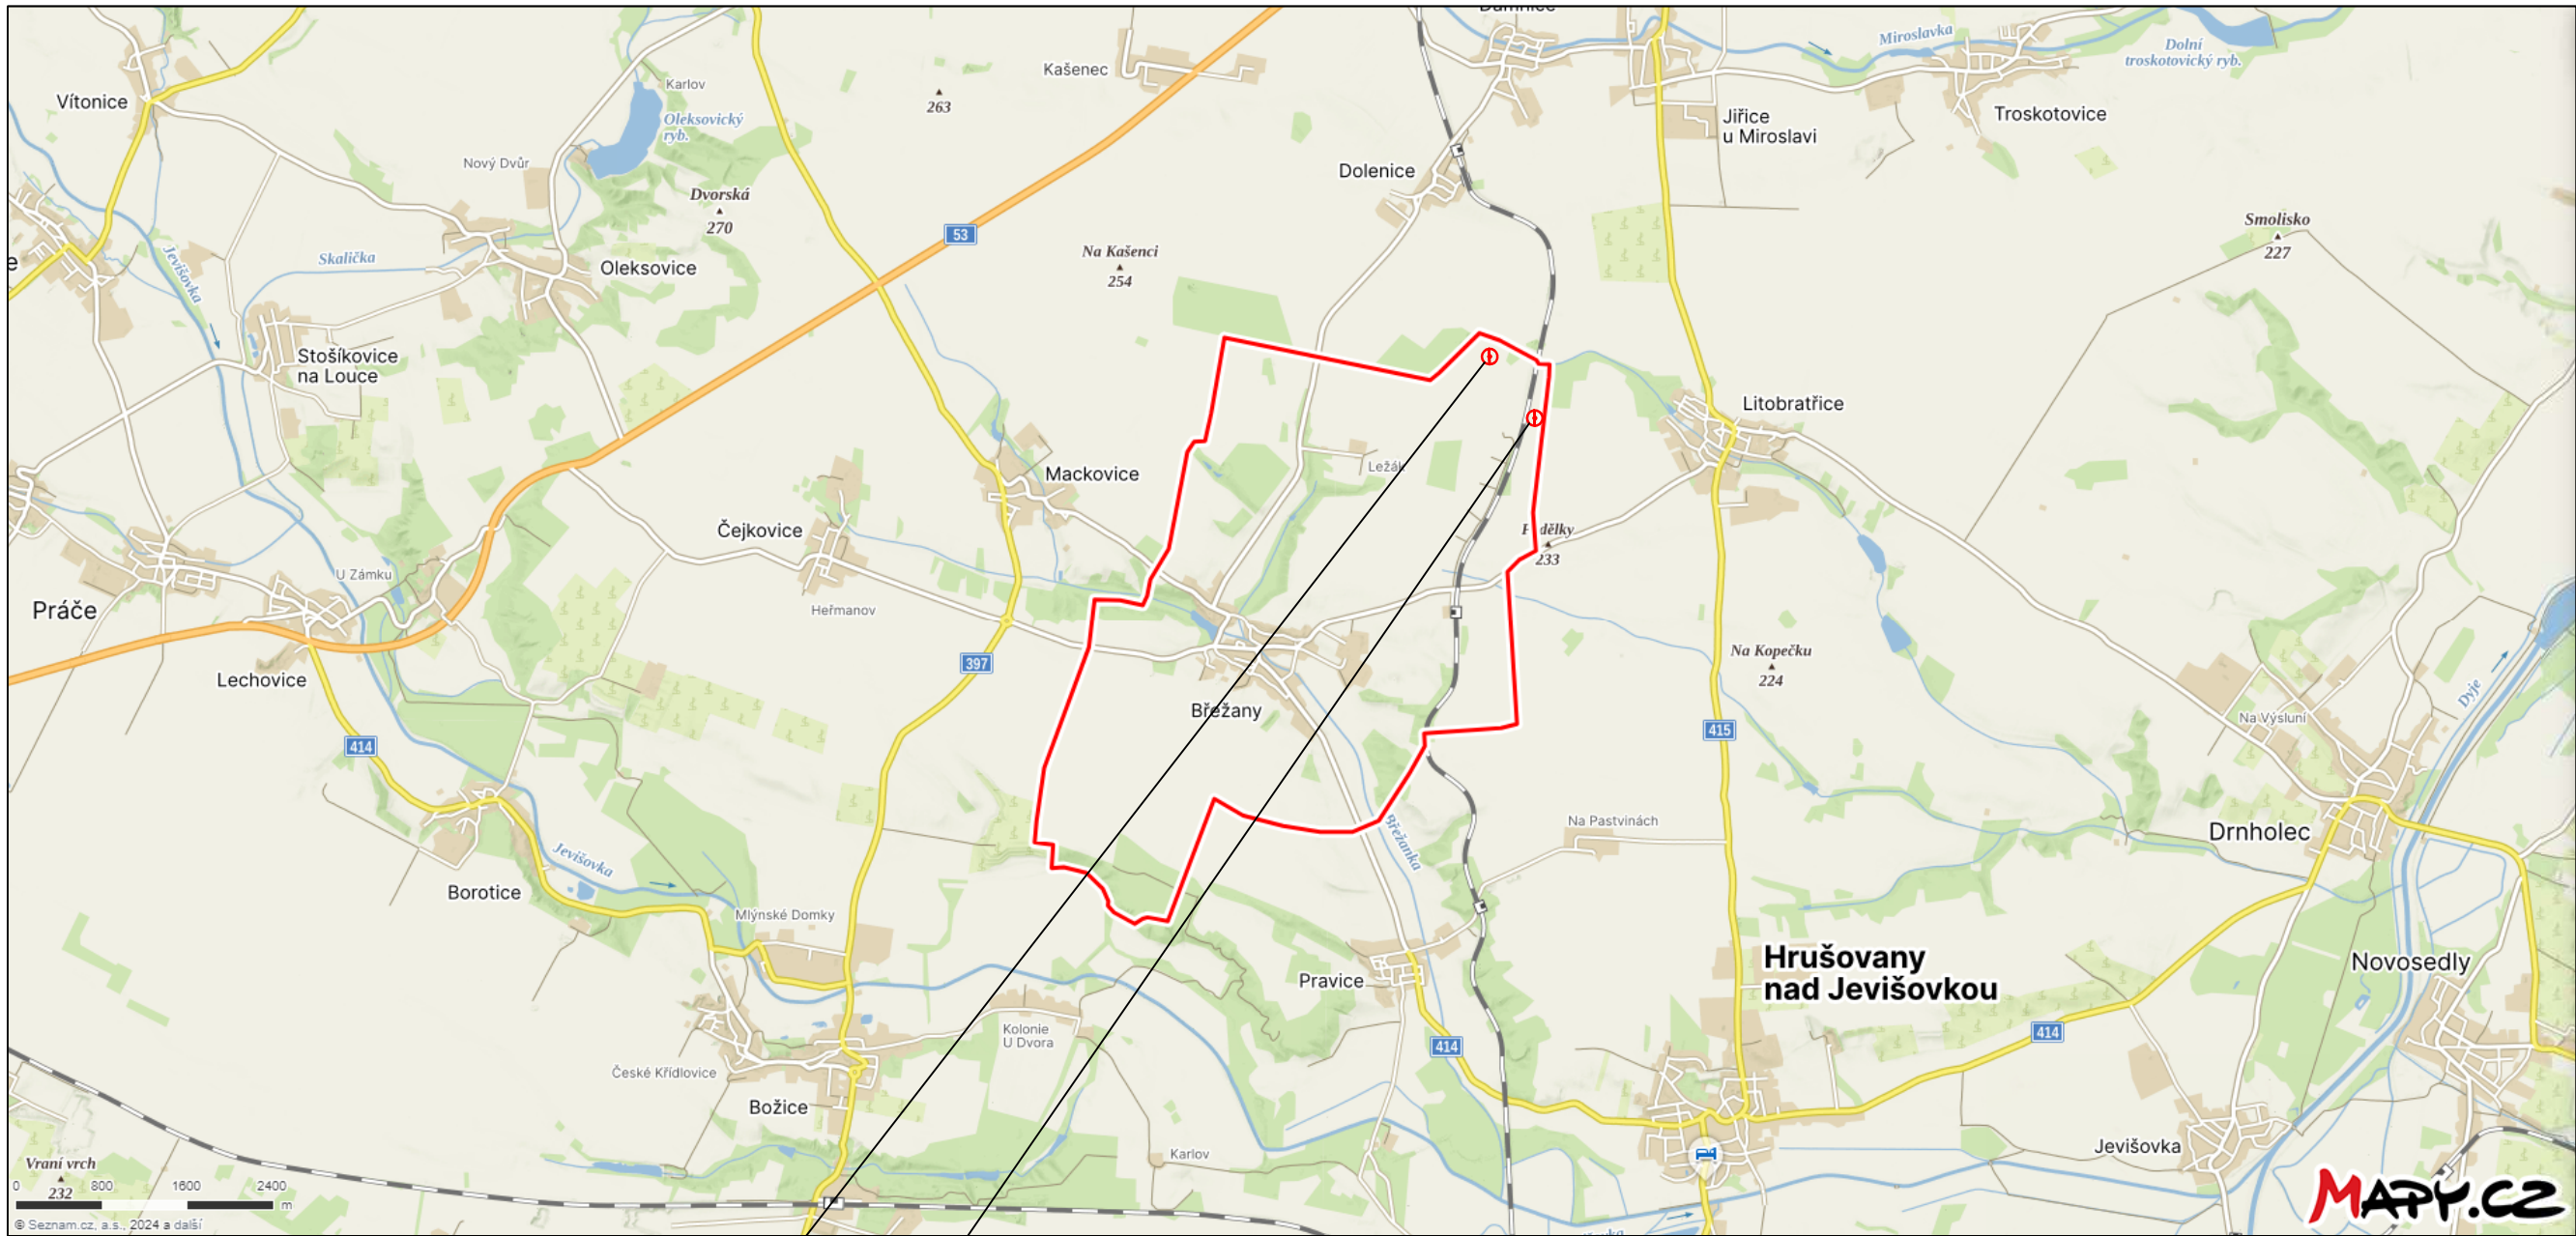 Miroslavka
Dolní
troskotovický ryb.
Kašenec
Karlov
Vítonice
263
Oleksovický
ryb.
Troskotovice
Jiřice
u Miroslavi
Nový Dvůr
Dolenice
Dvorská
270
Smolisko
227
53
Na Kašenci
254
Jevišovka
Skalička
Oleksovice
Stošíkovice
na Louce
Litobratřice
Mackovice
Ležák
Čejkovice
233
U Zámku
Práče
Heřmanov
Na Kopečku
224
397
Lechovice
Dyje
Břežany
Na Výsluní
415
414
Na Pastvinách
Drnholec
Břežanka
Jevišovka
Borotice
Mlýnské Domky
Hrušovany
nad Jevišovkou
Novosedly
Pravice
Kolonie
U Dvora
414
414
České Křídlovice
Božice
Jevišovka
Karlov
Vraní vrch
232
0 800 1600 2400
m
MAPY.CZ
© Seznam.cz, a.s., 2024 a další